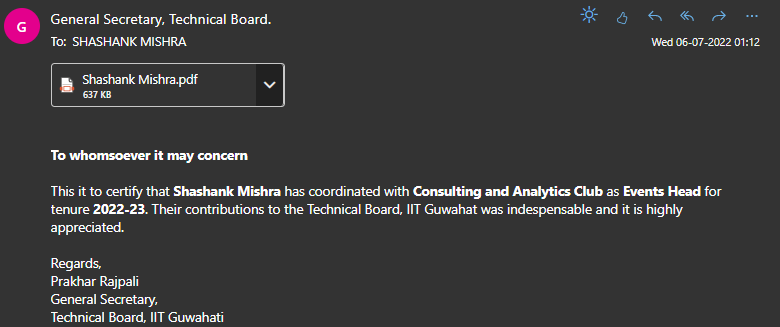 G
General Secretary, Technical Board.
To: SHASHANK MISHRA
Wed 06-07-2022 01:12
Shashank Mishra.pdf
637 KB
To whomsoever it may concern
This it to certify that Shashank Mishra has coordinated with Consulting and Analytics Club as Events Head for
tenure 2022-23. Their contributions to the Technical Board, IIT Guwahat was indespensable and it is highly
appreciated.
Regards,
Prakhar Rajpali
General Secretary,
Technical Board, IIT Guwahati